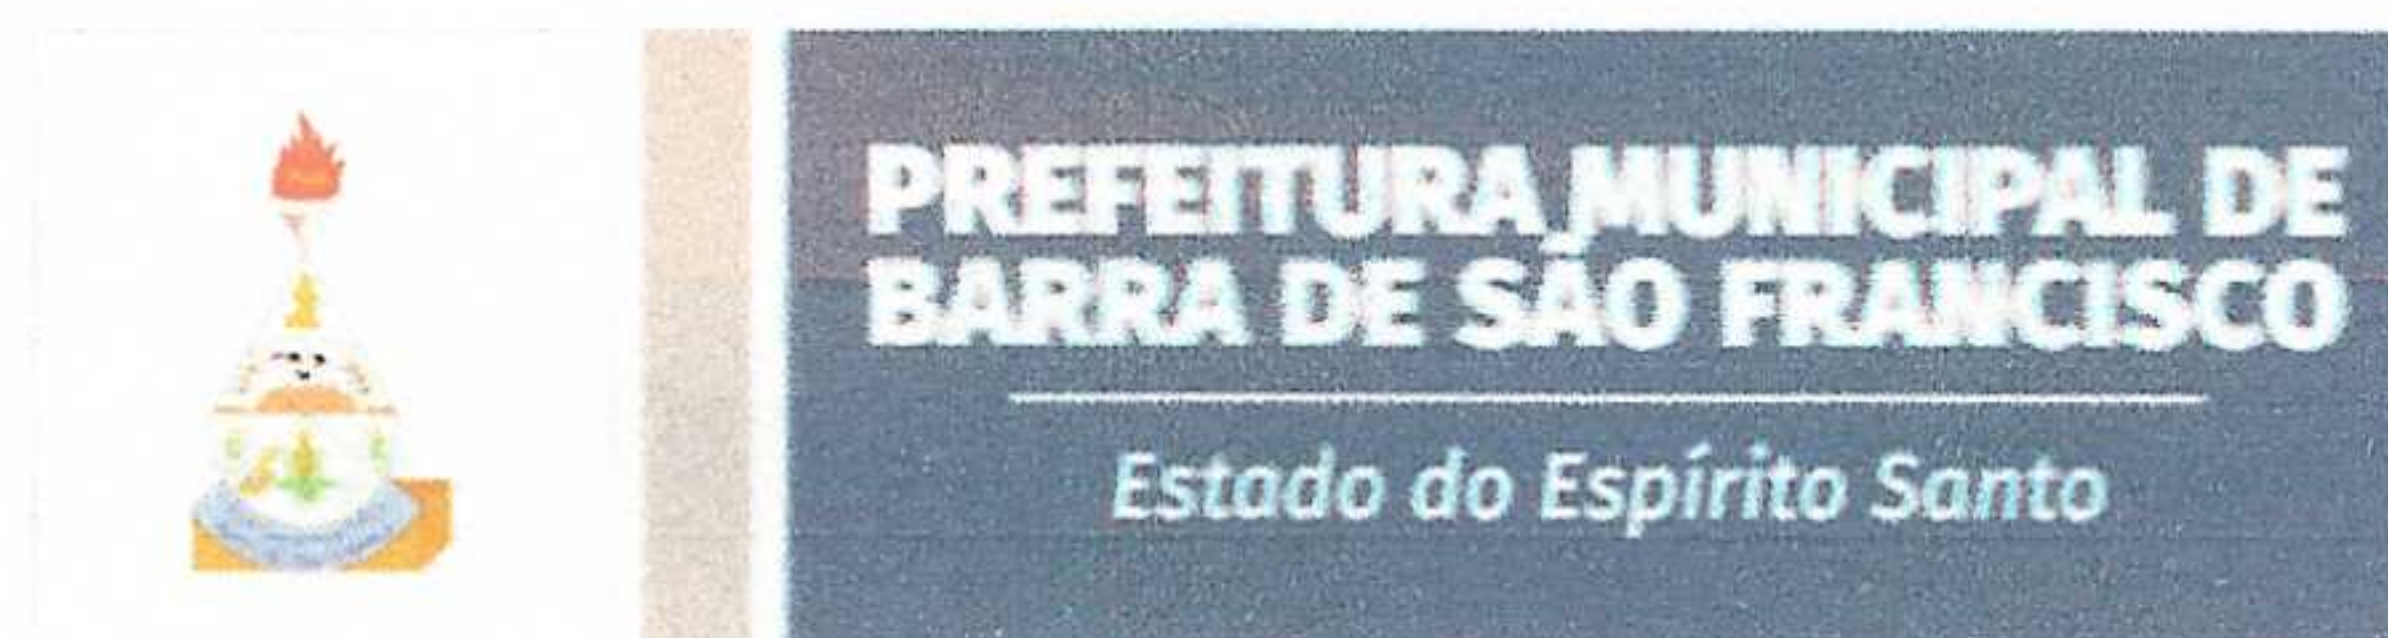 PREFEITURA MUNICIPAL DE
BARRA DE SÃO FRANCISCO
Estado do Espírito Santo